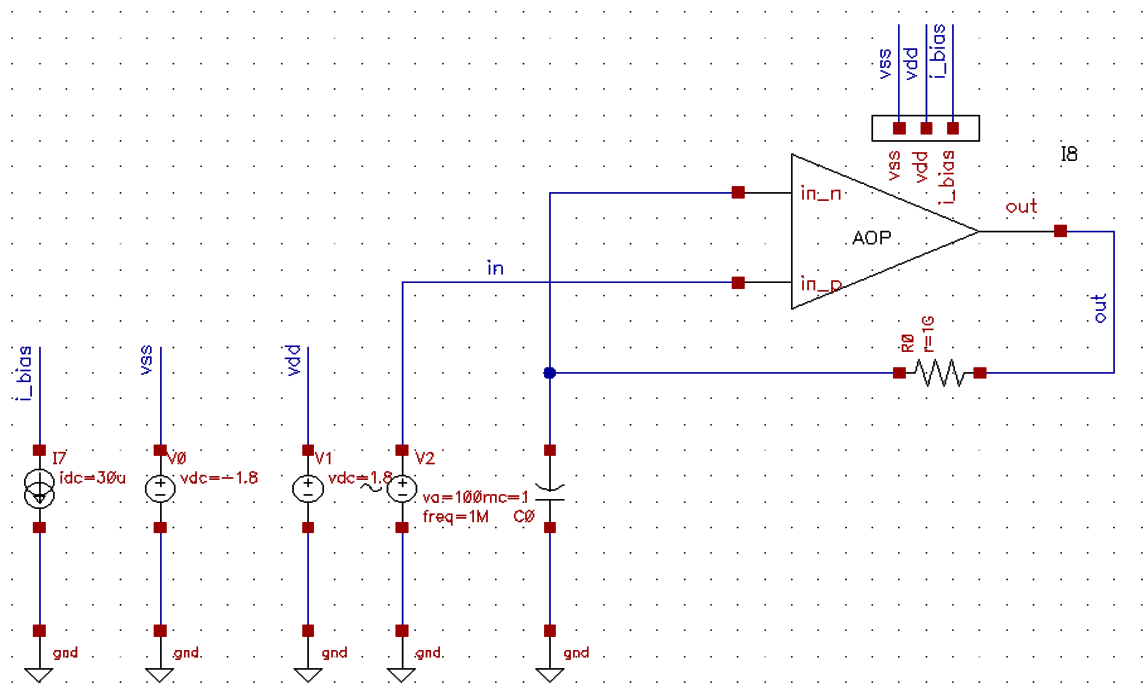 vss
vdd
i_bias
vss
vdd
i_bias
I8
in_n
out
AOP
in
in_p
out
R0
r=1G
i_bias
vss
vdd
I7
idc=30u
V0
vdc=-1.8
V1
vdc=1.8
V2
va=100m
freq=1M
c=1
C0
+
-
+
-
+
-
gnd
gnd
gnd
gnd
gnd